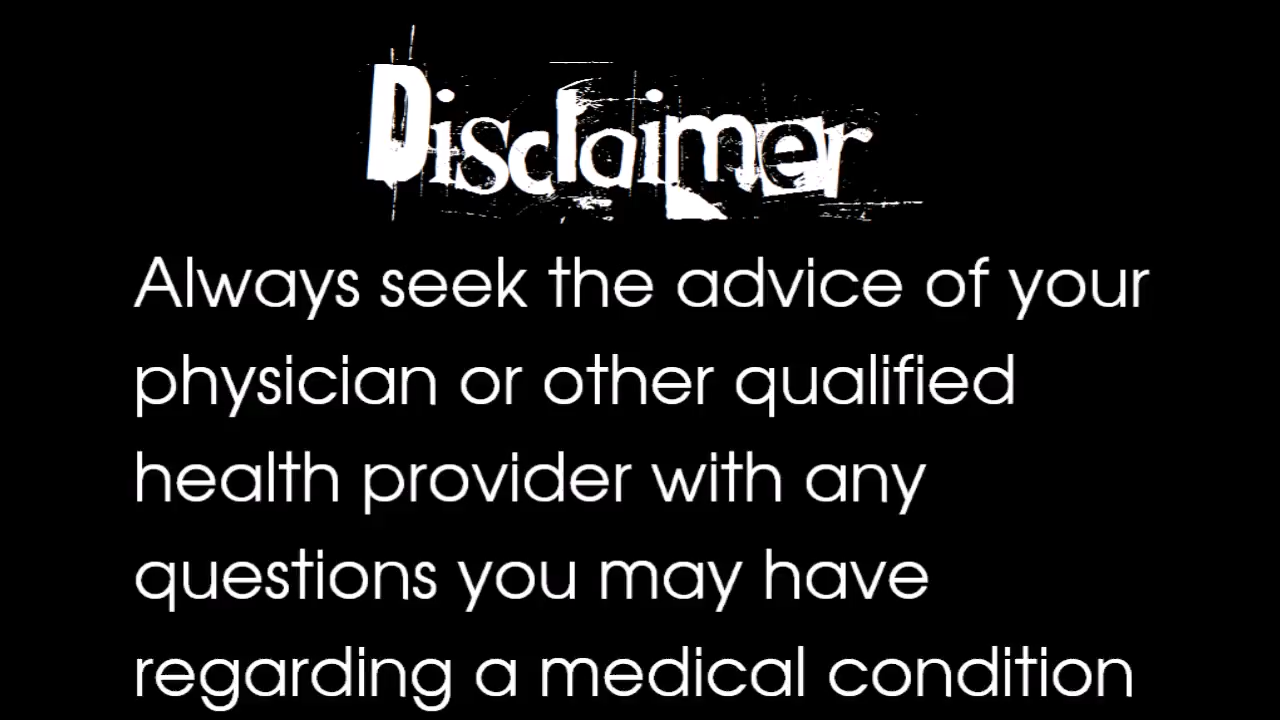 Disclaimer
Always seek the advice of your
physician or other qualified
health provider with any
questions you may have
regarding a medical condition